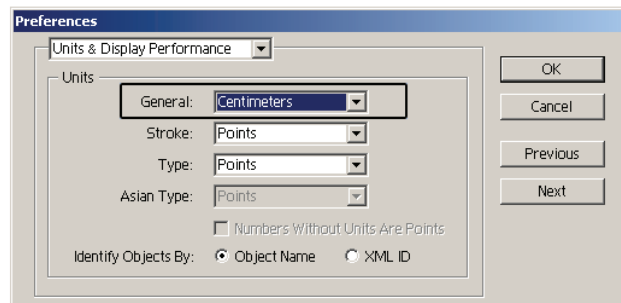 Preferences
Units & Display Performance
OK
Units
General: Centimeters
Cancel
Stroke: Points
Type: Points
Previous
Asian Type: Points
Next
Numbers Without Units Are Points
Identify Objects By: Object Name XML ID